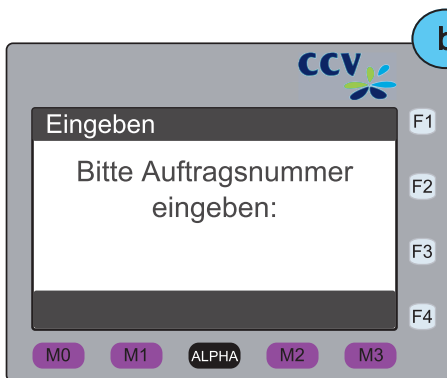 b
CCV
Eingeben
F1
Bitte Auftragsnummer
eingeben:
F2
F3
F4
M0 M1 ALPHA M2 M3